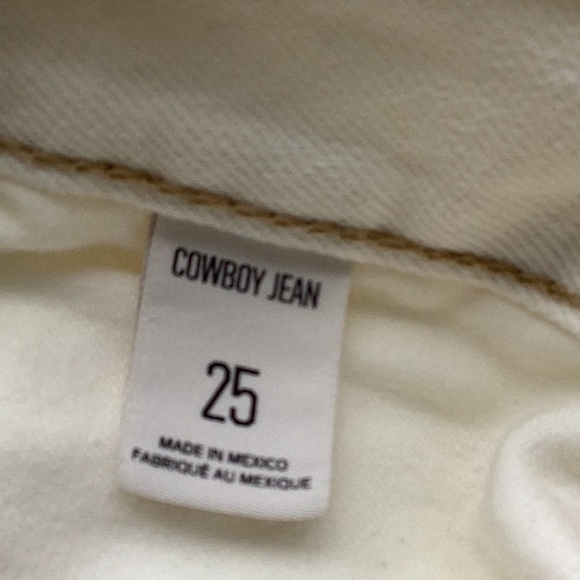 COWBOY JEAN
25
MADE IN MEXICO
FABRIQUÉ AU MEXIQUE